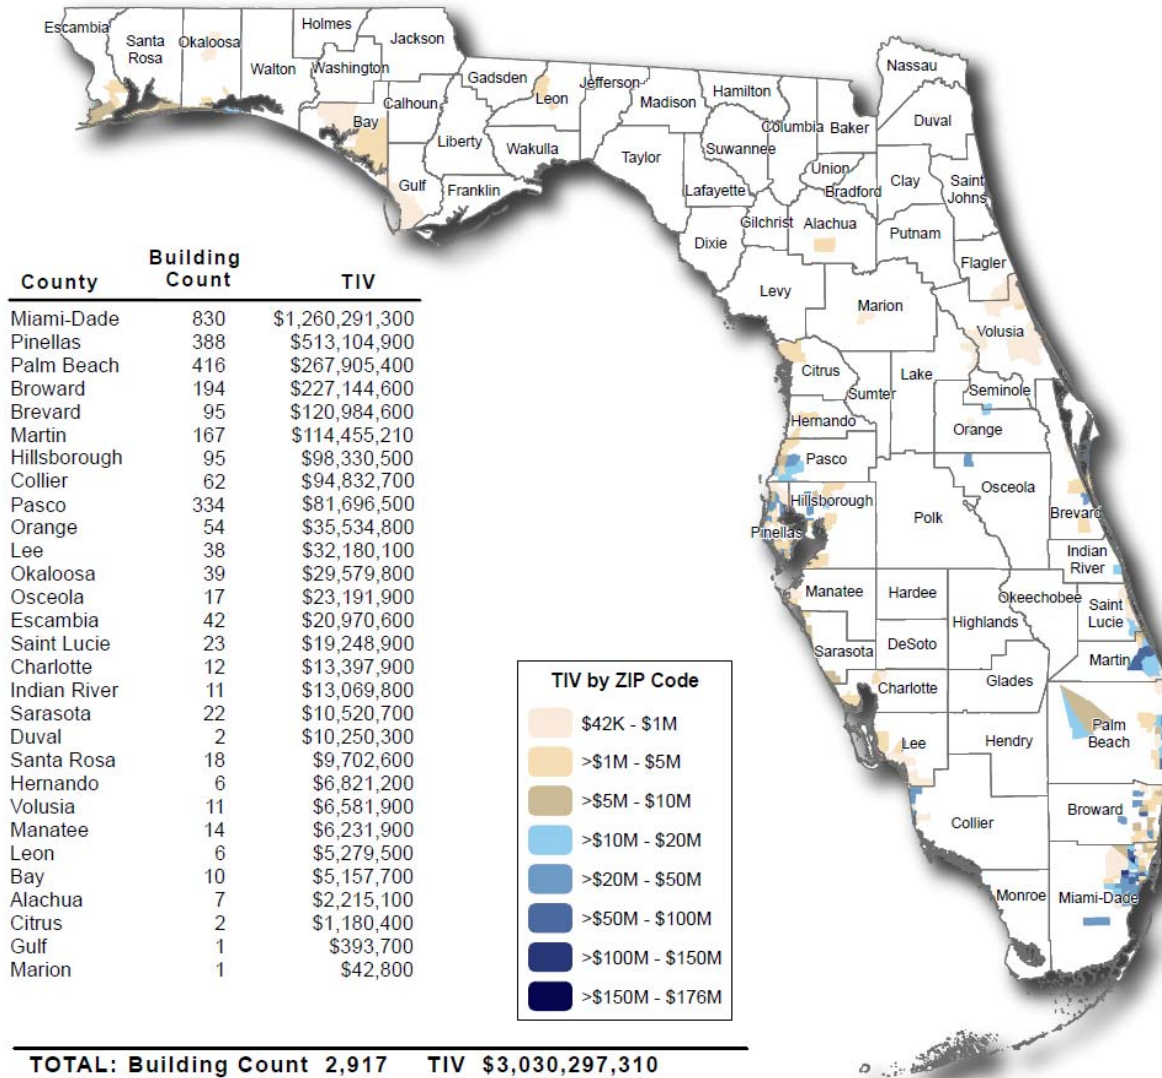 Escambia
Santa
Rosa
Okaloosa
Walton
Holmes
Washington
Jackson
Bay
Calhoun
Gulf
Gadsden
Liberty
Franklin
Leon
Wakulla
Jefferson
Madison
Taylor
Hamilton
Suwannee
Lafayette
Dixie
Columbia
Gilchrist
Levy
Baker
Union
Bradford
Alachua
Nassau
Duval
Clay
Saint
Johns
Putnam
Flagler
Marion
Volusia
Citrus
Sumter
Lake
Seminole
Hernando
Orange
Pasco
Osceola
Brevard
Hillsborough
Pinellas
Polk
Indian
River
Manatee
Hardee
Highlands
Okeechobee
Saint
Lucie
Sarasota
DeSoto
Martin
Charlotte
Glades
Lee
Hendry
Palm
Beach
Collier
Broward
Monroe
Miami-Dade
County Building Count TIV
Miami-Dade 830 $1,260,291,300
Pinellas 388 $513,104,900
Palm Beach 416 $267,905,400
Broward 194 $227,144,600
Brevard 95 $120,984,600
Martin 167 $114,455,210
Hillsborough 95 $98,330,500
Collier 62 $94,832,700
Pasco 334 $81,696,500
Orange 54 $35,534,800
Lee 38 $32,180,100
Okaloosa 39 $29,579,800
Osceola 17 $23,191,900
Escambia 42 $20,970,600
Saint Lucie 23 $19,248,900
Charlotte 12 $13,397,900
Indian River 11 $13,069,800
Sarasota 22 $10,520,700
Duval 2 $10,250,300
Santa Rosa 18 $9,702,600
Hernando 6 $6,821,200
Volusia 11 $6,581,900
Manatee 14 $6,231,900
Leon 6 $5,279,500
Bay 10 $5,157,700
Alachua 7 $2,215,100
Citrus 2 $1,180,400
Gulf 1 $393,700
Marion 1 $42,800
TIV by ZIP Code
$42K - $1M
>$1M - $5M
>$5M - $10M
>$10M - $20M
>$20M - $50M
>$50M - $100M
>$100M - $150M
>$150M - $176M
TOTAL: Building Count 2,917 TIV $3,030,297,310